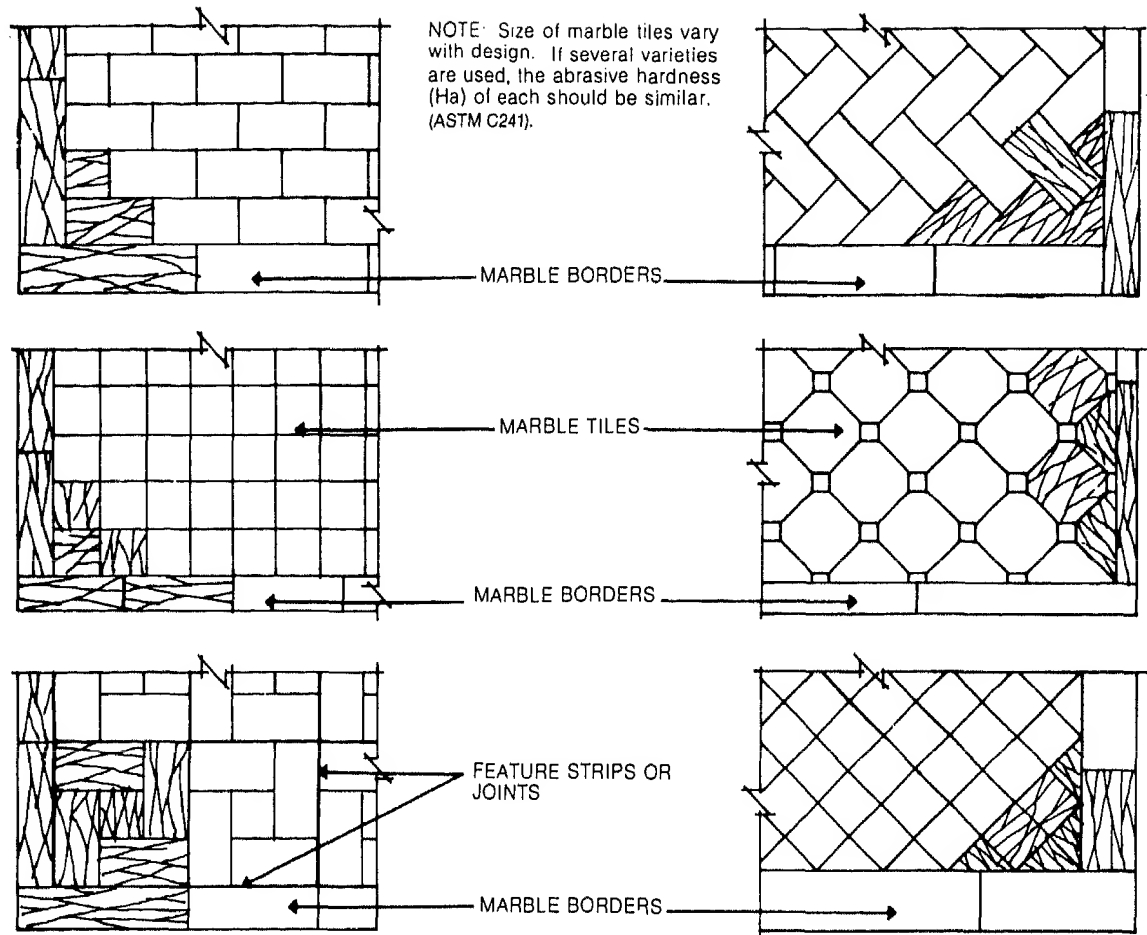 NOTE: Size of marble tiles vary
with design. If several varieties
are used, the abrasive hardness
(Ha) of each should be similar.
(ASTM C241).
MARBLE BORDERS
MARBLE TILES
MARBLE BORDERS
FEATURE STRIPS OR
JOINTS
MARBLE BORDERS